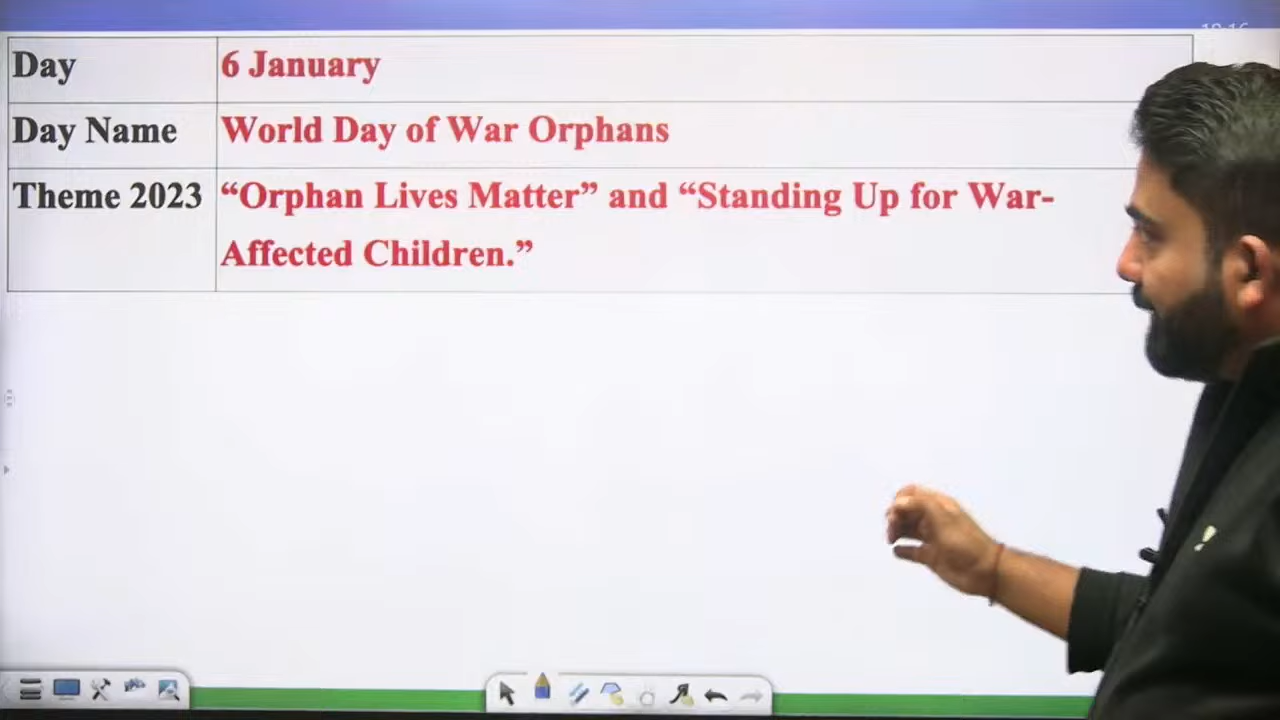 Day 6 January
Day Name World Day of War Orphans
Theme 2023 “Orphan Lives Matter” and “Standing Up for War-
Affected Children.”